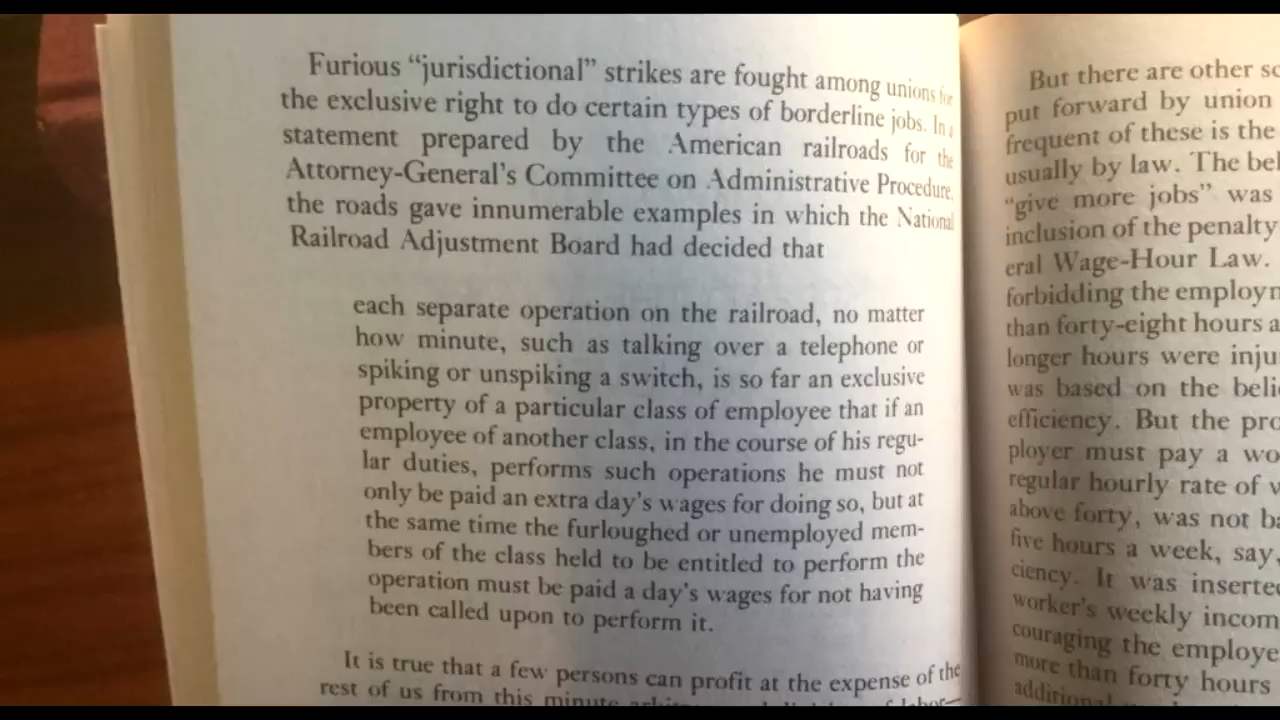 Furious “jurisdictional” strikes are fought among unions for
the exclusive right to do certain types of borderline jobs. In a
statement prepared by the American railroads for the
Attorney-General’s Committee on Administrative Procedure,
the roads gave innumerable examples in which the National
Railroad Adjustment Board had decided that
each separate operation on the railroad, no matter
how minute, such as talking over a telephone or
spiking or unspiking a switch, is so far an exclusive
property of a particular class of employee that if an
employee of another class, in the course of his regu-
lar duties, performs such operations he must not
only be paid an extra day’s wages for doing so, but at
the same time the furloughed or unemployed mem-
bers of the class held to be entitled to perform the
operation must be paid a day’s wages for not having
been called upon to perform it.
It is true that a few persons can profit at the expense of the
rest of us from this minute
But there are other
put forward by union
frequent of these is the
usually by law. The
“give more jobs” was
inclusion of the penalty
eral Wage-Hour Law.
forbidding the
than forty-eight hours
longer hours were
was based on the
efficiency. But the
ployer must pay a
regular hourly rate of
above forty, was not
five hours a week, say,
ciency. It was
worker’s weekly
couraging the
more than forty hours
additional